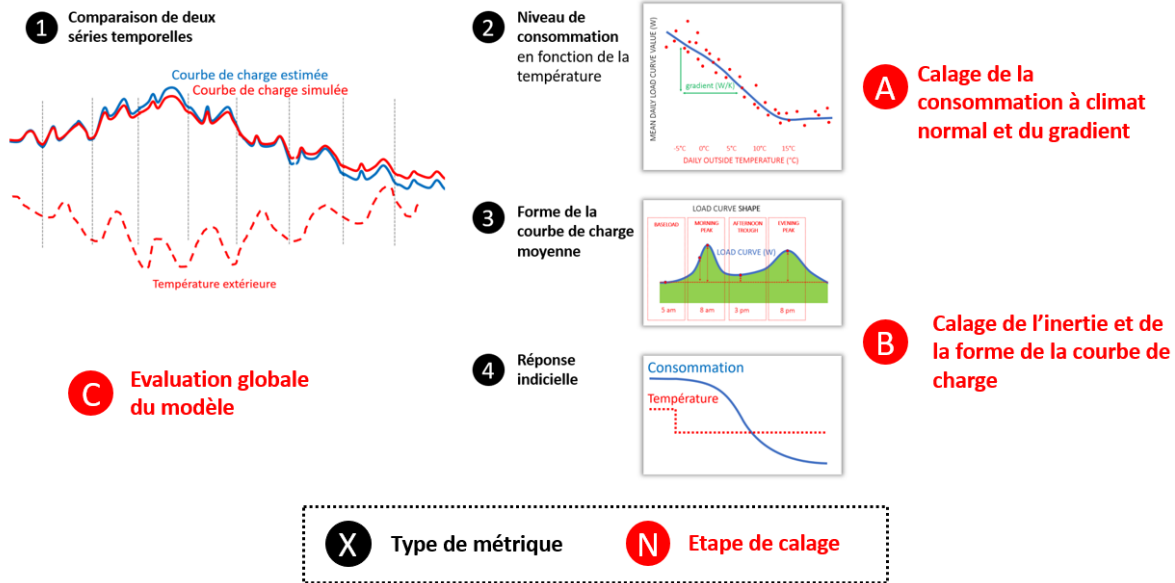 1
Comparaison de deux
séries temporelles
Courbe de charge estimée
Courbe de charge simulée
Température extérieure
C
Evaluation globale
du modèle
2
Niveau de
consommation
en fonction de la
température
MEAN DAILY LOAD CURVE VALUE (W)
gradient (W/K)
-5°C 0°C 5°C 10°C 15°C
DAILY OUTSIDE TEMPERATURE (°C)
A
Calage de la
consommation à climat
normal et du gradient
3
Forme de la
courbe de charge
moyenne
LOAD CURVE SHAPE
BASELOAD
MORNING
PEAK
AFTERNOON
TROUGH
EVENING
PEAK
LOAD CURVE (W)
5 am 8 am 3 pm 8 pm
B
Calage de l’inertie et de
la forme de la courbe de
charge
4
Réponse
indicielle
Consommation
Température
X
Type de métrique
N
Etape de calage